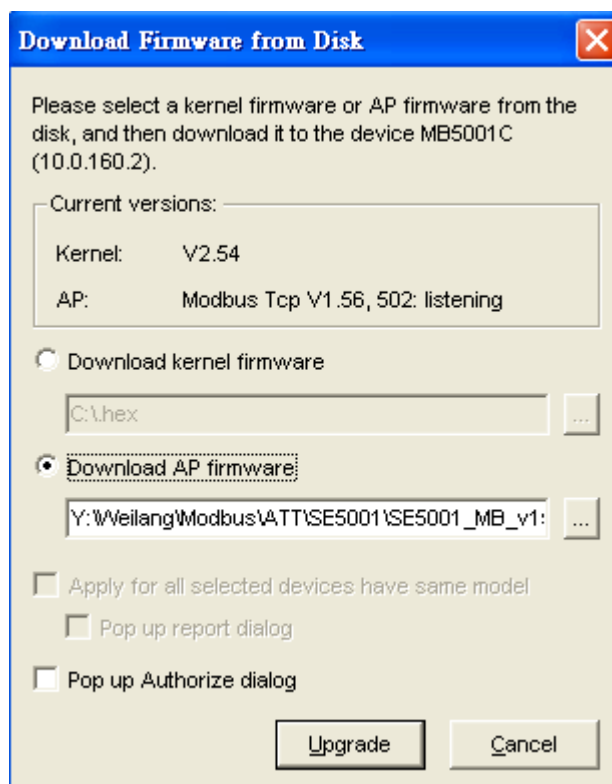 Download Firmware from Disk
Please select a kernel firmware or AP firmware from the
disk, and then download it to the device MB5001C
(10.0.160.2).
Current versions:
Kernel: V2.54
AP: Modbus Tcp V1.56, 502: listening
Download kernel firmware
C:\.hex ...
Download AP firmware
Y:\Weilang\Modbus\ATT\SE5001\SE5001_MB_v1 ...
Apply for all selected devices have same model
Pop up report dialog
Pop up Authorize dialog
Upgrade Cancel